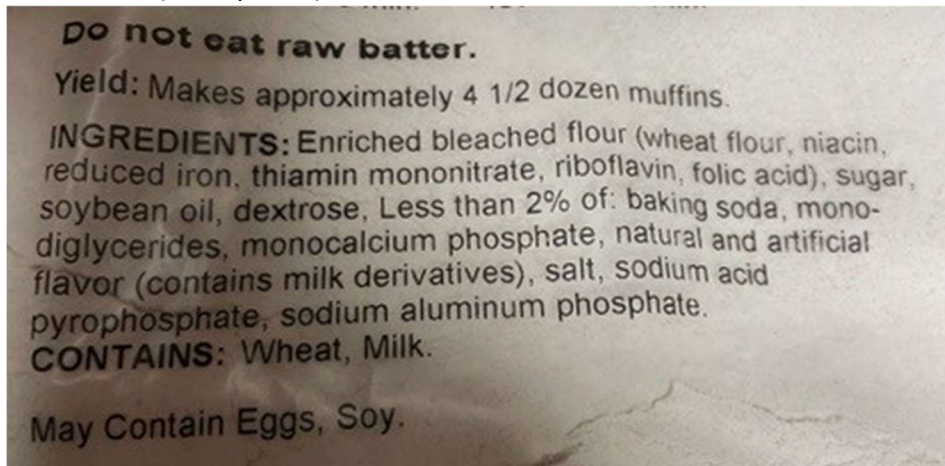 Do not eat raw batter.
Yield: Makes approximately 4 1/2 dozen muffins.
INGREDIENTS: Enriched bleached flour (wheat flour, niacin,
reduced iron, thiamin mononitrate, riboflavin, folic acid), sugar,
soybean oil, dextrose, Less than 2% of: baking soda, mono-
diglycerides, monocalcium phosphate, natural and artificial
flavor (contains milk derivatives), salt, sodium acid
pyrophosphate, sodium aluminum phosphate.
CONTAINS: Wheat, Milk.
May Contain Eggs, Soy.